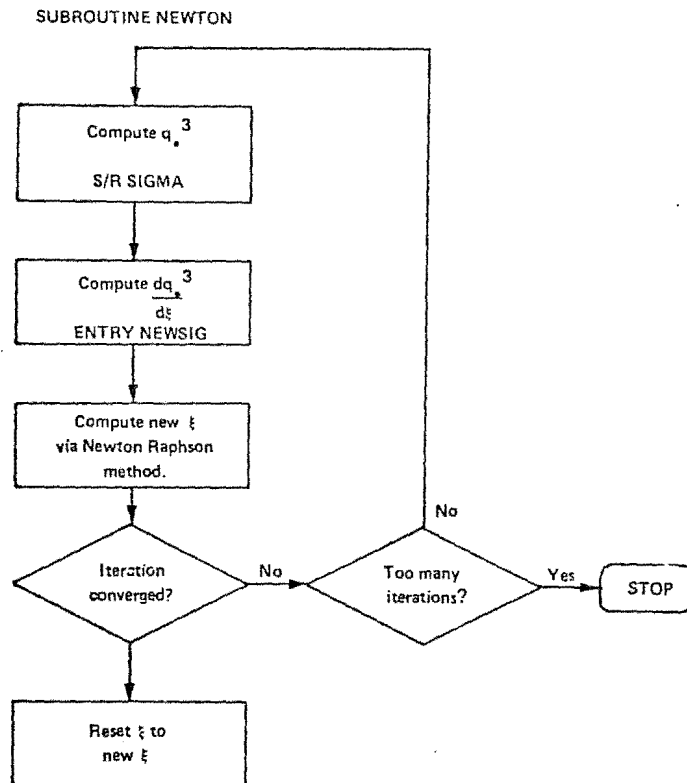 SUBROUTINE NEWTON
Compute q.³
S/R SIGMA
Compute dq.³
dξ
ENTRY NEWSIG
Compute new ξ
via Newton Raphson
method.
Iteration
converged?
No
Too many
iterations?
No
Yes
STOP
Reset ξ to
new ξ